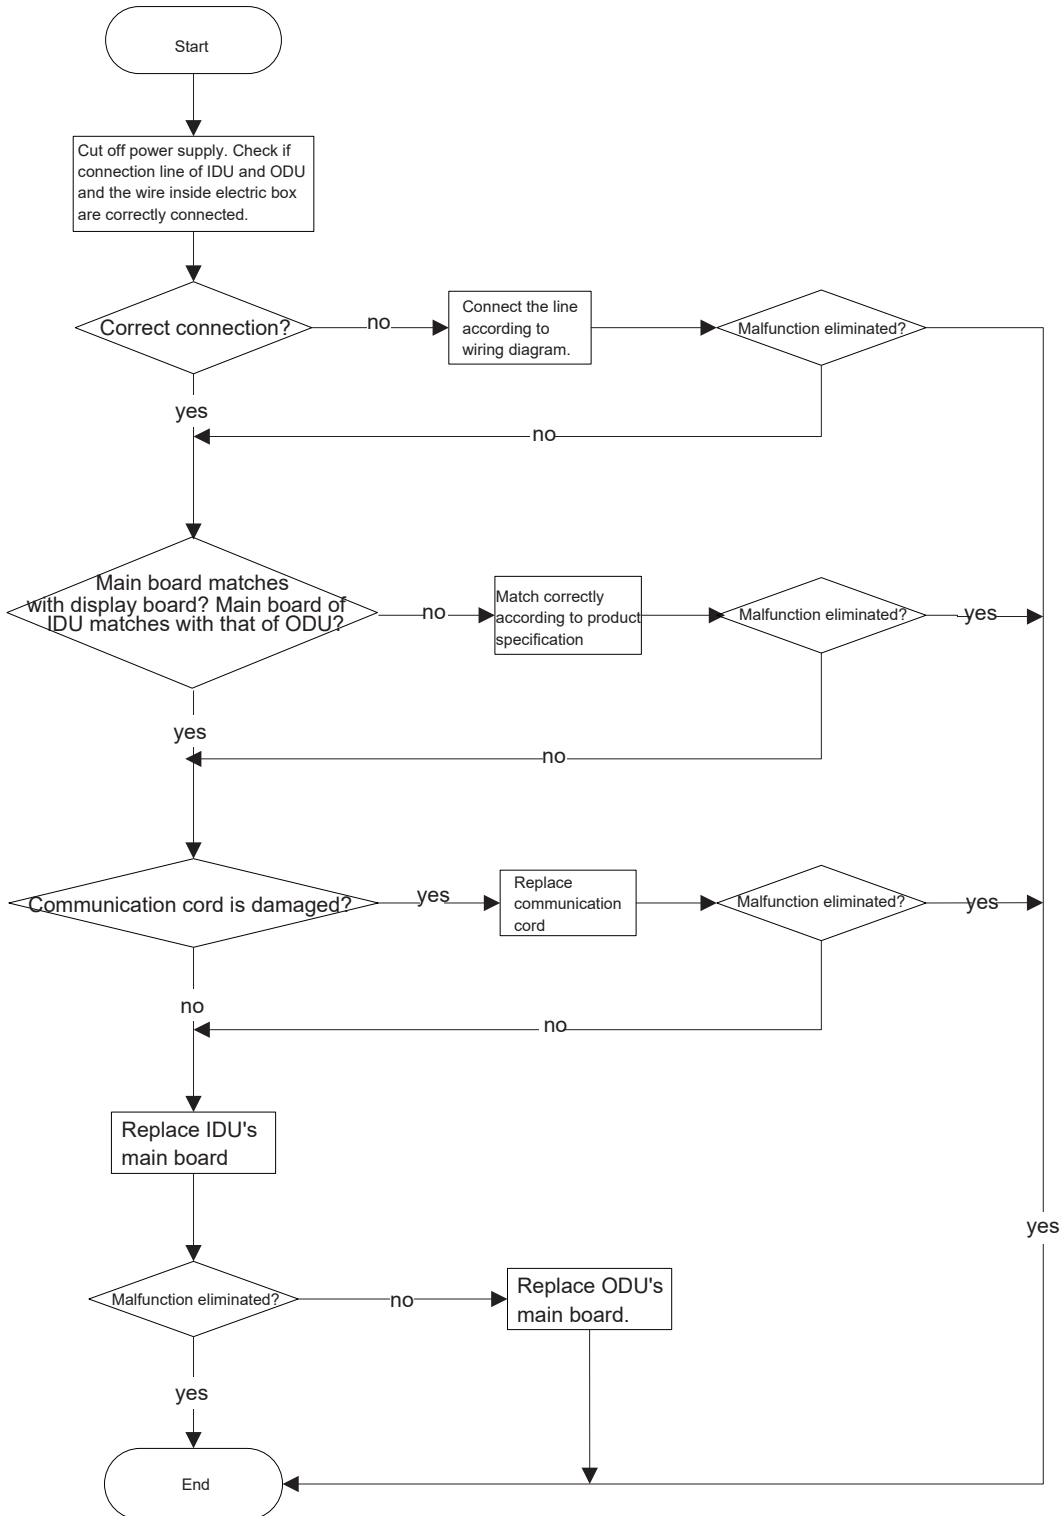 Start
Cut off power supply. Check if
connection line of IDU and ODU
and the wire inside electric box
are correctly connected.
Correct connection?
no
Connect the line
according to
wiring diagram.
Malfunction eliminated?
yes
no
Main board matches
with display board? Main board of
IDU matches with that of ODU?
no
Match correctly
according to product
specification
Malfunction eliminated?
yes
yes
no
Communication cord is damaged?
yes
Replace
communication
cord
Malfunction eliminated?
yes
no
no
Replace IDU's
main board
yes
Malfunction eliminated?
no
Replace ODU's
main board.
yes
End